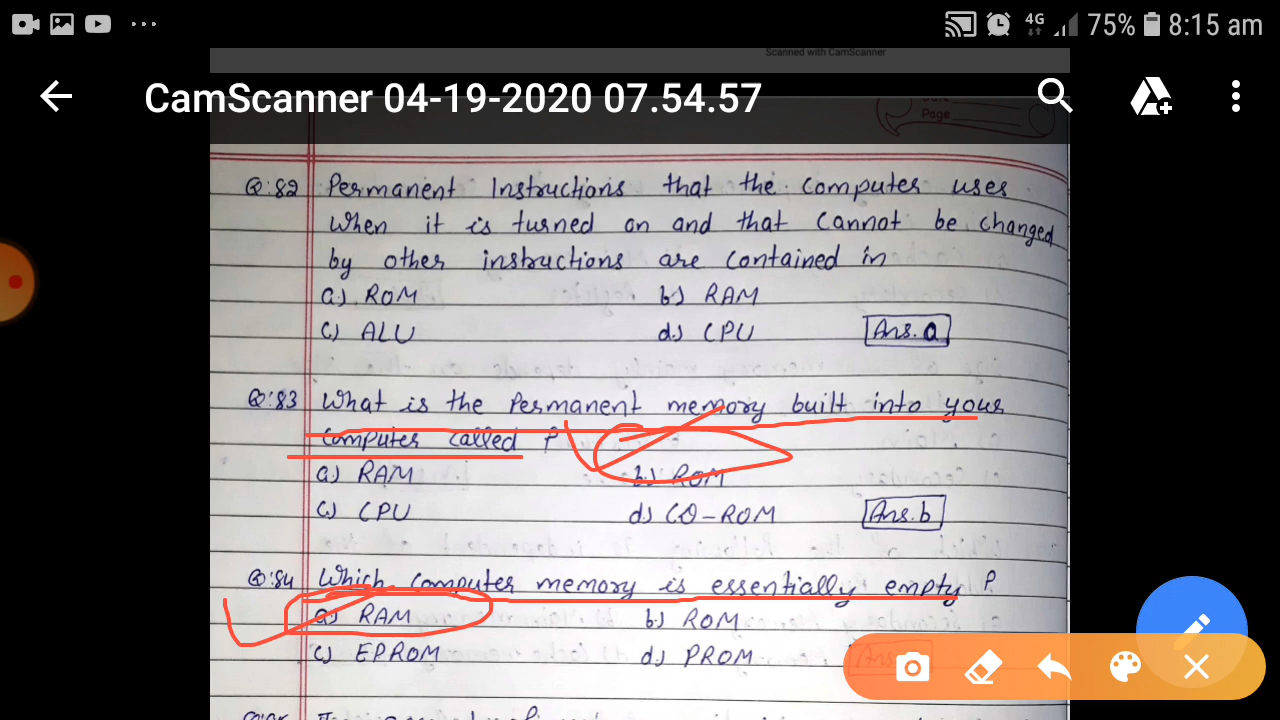 4G 75% 8:15 am
Scanned with CamScanner
CamScanner 04-19-2020 07.54.57
Page
Q:82 Permanent Instructions that the computer uses
When it is turned on and that cannot be changed
by other instructions are contained in
a.) ROM b.) RAM
c.) ALU d.) CPU Ans. a
Q:83 What is the Permanent memory built into your
Computer called ?
a.) RAM b.) ROM
c.) CPU d.) CD-ROM Ans. b
Q:84 Which Computer memory is essentially empty ?
a.) RAM b.) ROM
c.) EPROM d.) PROM Ans